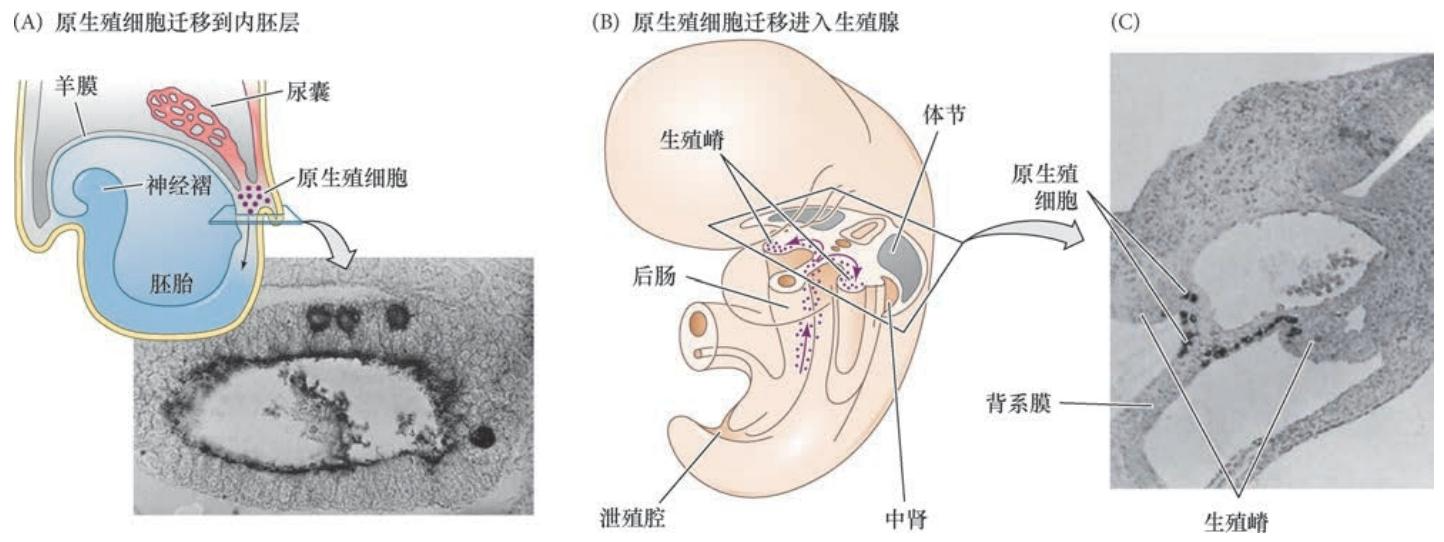 (A) 原生殖细胞迁移到内胚层
羊膜
尿囊
原生殖细胞
神经褶
胚胎
(B) 原生殖细胞迁移进入生殖腺
生殖嵴
体节
后肠
泄殖腔
中肾
(C)
原生殖
细胞
背系膜
生殖嵴